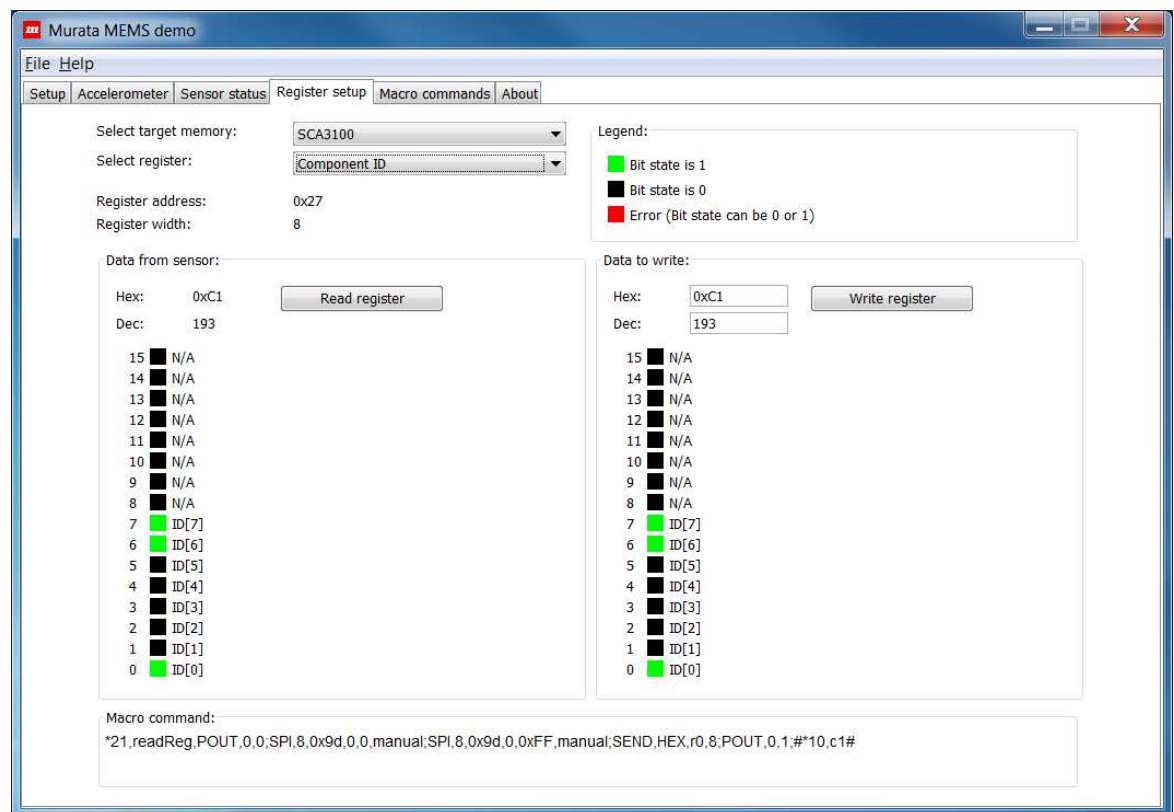 m Murata MEMS demo
File Help
Setup Accelerometer Sensor status Register setup Macro commands About
Select target memory: SCA3100
Select register: Component ID
Register address: 0x27
Register width: 8
Legend:
Bit state is 1
Bit state is 0
Error (Bit state can be 0 or 1)
Data from sensor:
Hex: 0xC1 Read register
Dec: 193
15 N/A
14 N/A
13 N/A
12 N/A
11 N/A
10 N/A
9 N/A
8 N/A
7 ID[7]
6 ID[6]
5 ID[5]
4 ID[4]
3 ID[3]
2 ID[2]
1 ID[1]
0 ID[0]
Data to write:
Hex: 0xC1 Write register
Dec: 193
15 N/A
14 N/A
13 N/A
12 N/A
11 N/A
10 N/A
9 N/A
8 N/A
7 ID[7]
6 ID[6]
5 ID[5]
4 ID[4]
3 ID[3]
2 ID[2]
1 ID[1]
0 ID[0]
Macro command:
*21,readReg,POUT,0,0;SPI,8,0x9d,0,0,manual;SPI,8,0x9d,0,0xFF,manual;SEND,HEX,r0,8;POUT,0,1;#*10,c1#